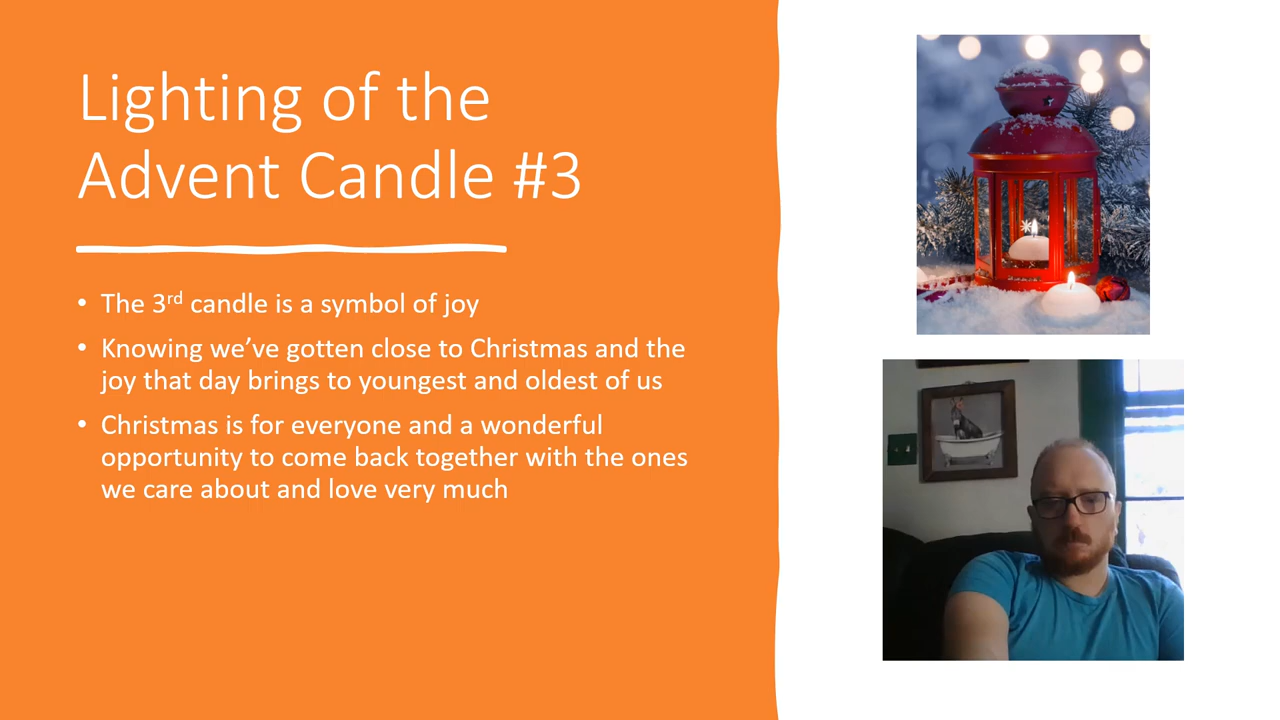 Lighting of the
Advent Candle #3
• The 3rd candle is a symbol of joy
• Knowing we’ve gotten close to Christmas and the
joy that day brings to youngest and oldest of us
• Christmas is for everyone and a wonderful
opportunity to come back together with the ones
we care about and love very much